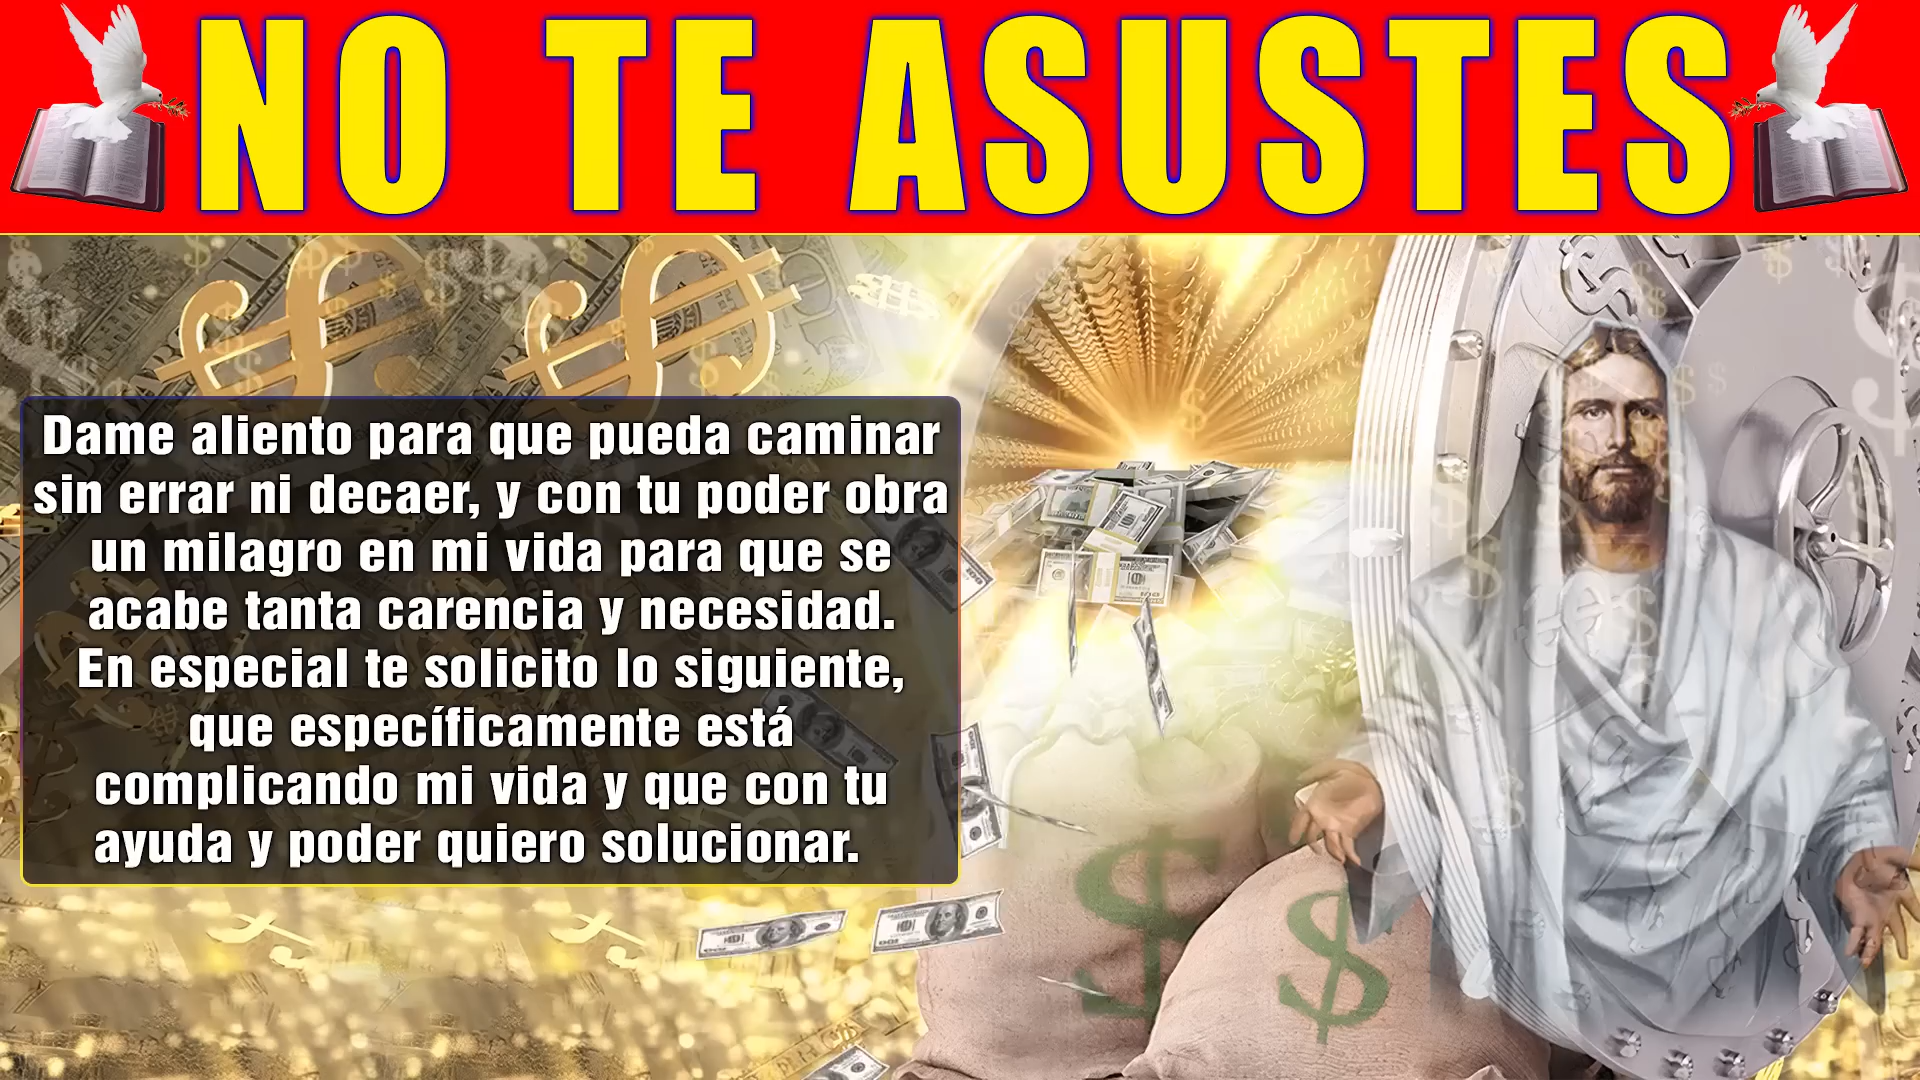 NO TE ASUSTES
Dame aliento para que pueda caminar
sin errar ni decaer, y con tu poder obra
un milagro en mi vida para que se
acabe tanta carencia y necesidad.
En especial te solicito lo siguiente,
que específicamente está
complicando mi vida y que con tu
ayuda y poder quiero solucionar.